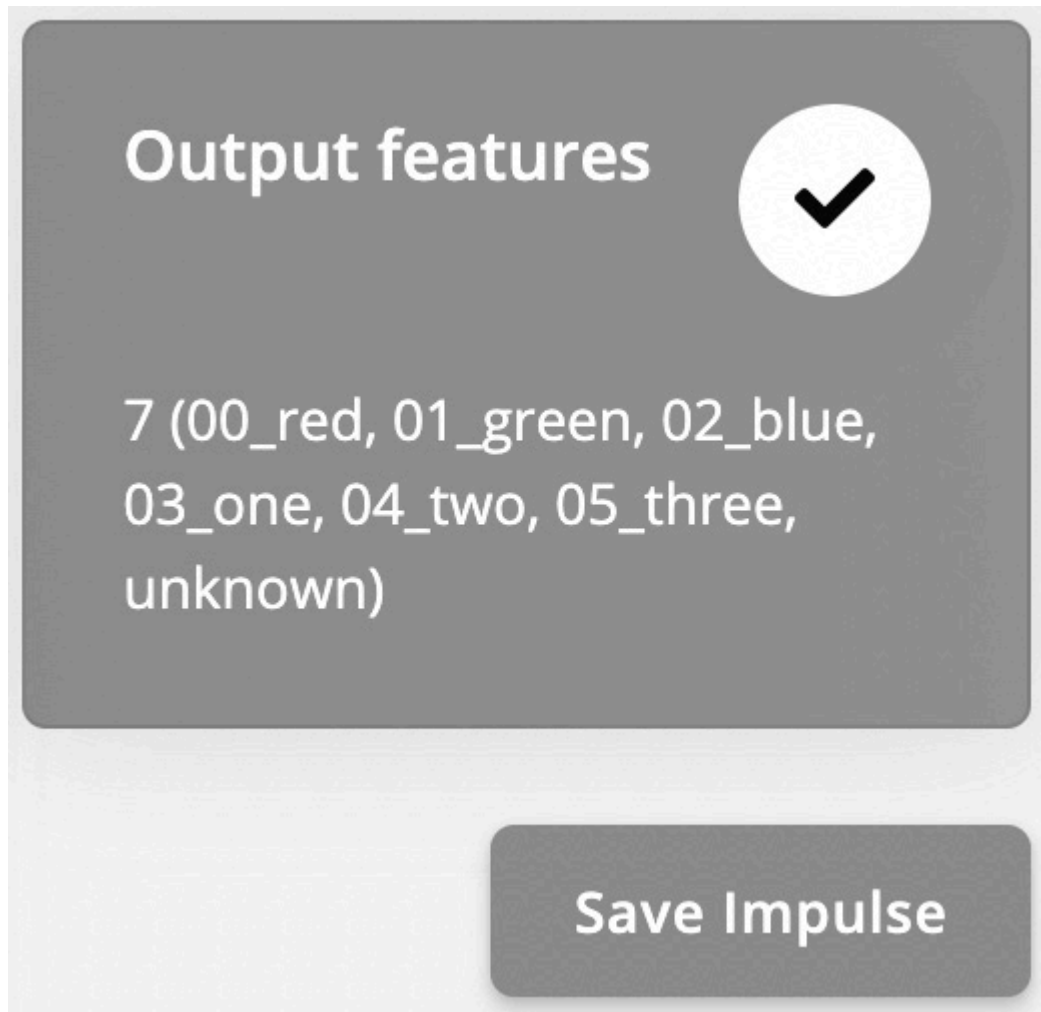 Output features
7 (00_red, 01_green, 02_blue,
03_one, 04_two, 05_three,
unknown)
Save Impulse